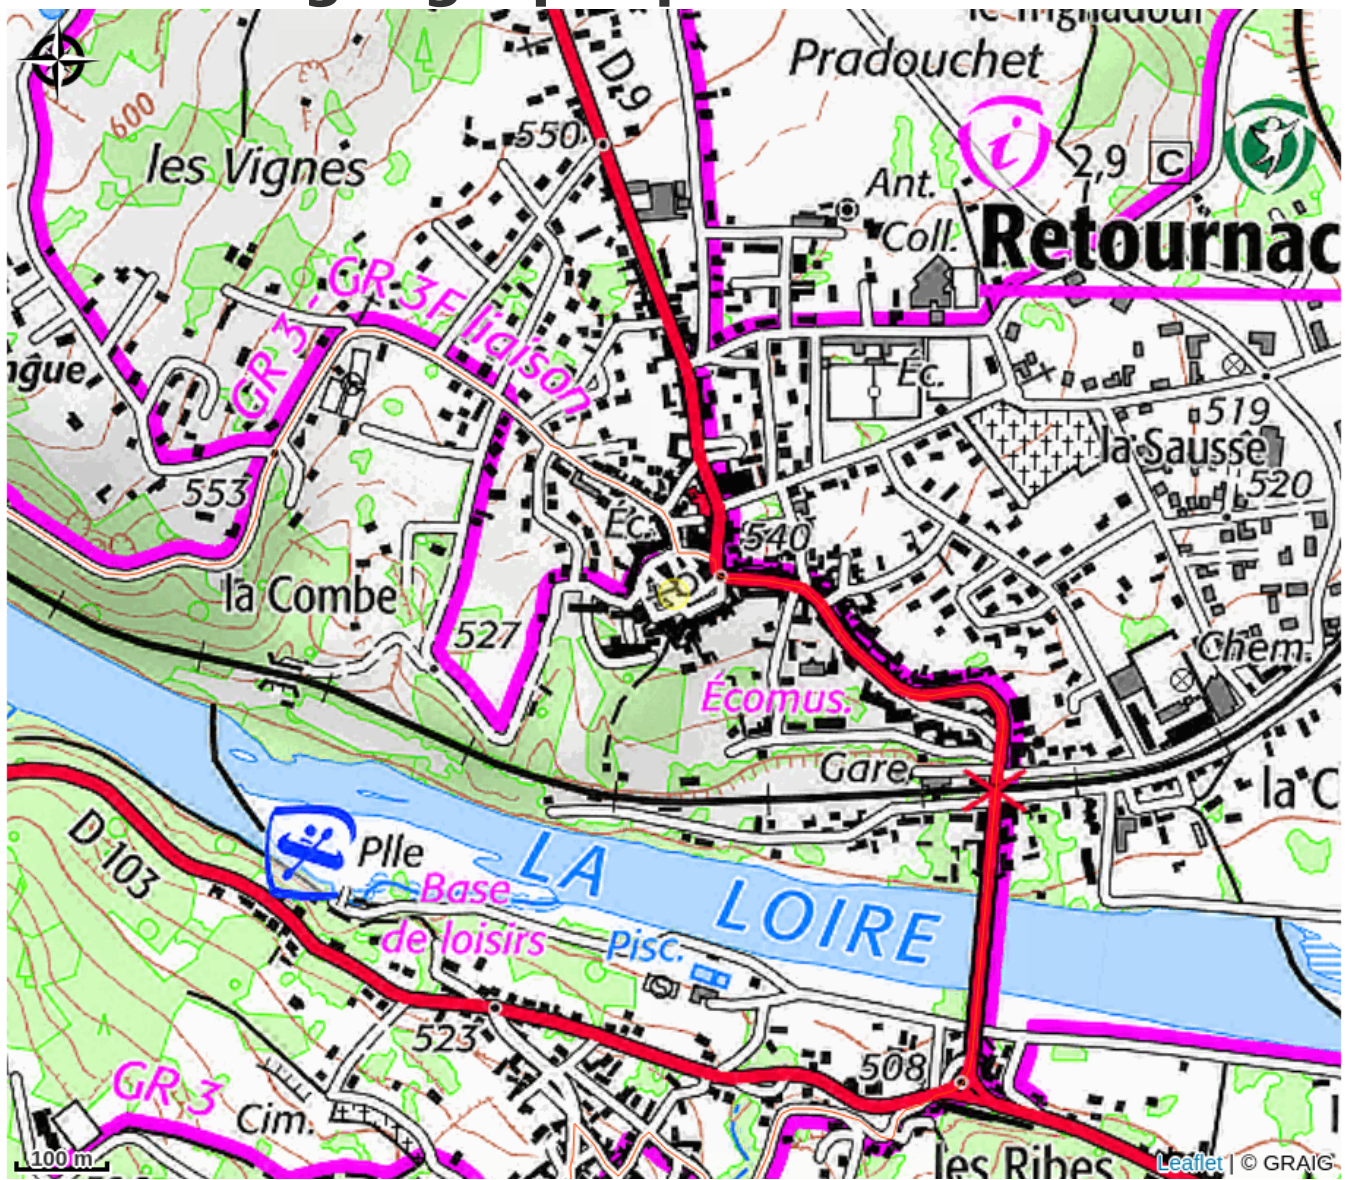 Pradouchet
D.9
600
550
les Vignes
2,9 C
Ant.
Coll.
Retournac
GR 3F liaison
GR 3
Éc.
519
la Sausse
520
553
Éc.
540
la Combe
527
Chem.
Écomus.
Gare
la C
D 103
Plle
LA LOIRE
Base
de loisirs
Pisc.
523
508
GR 3
Cim.
les Ribes
100 m
Leaflet | © GRAIG